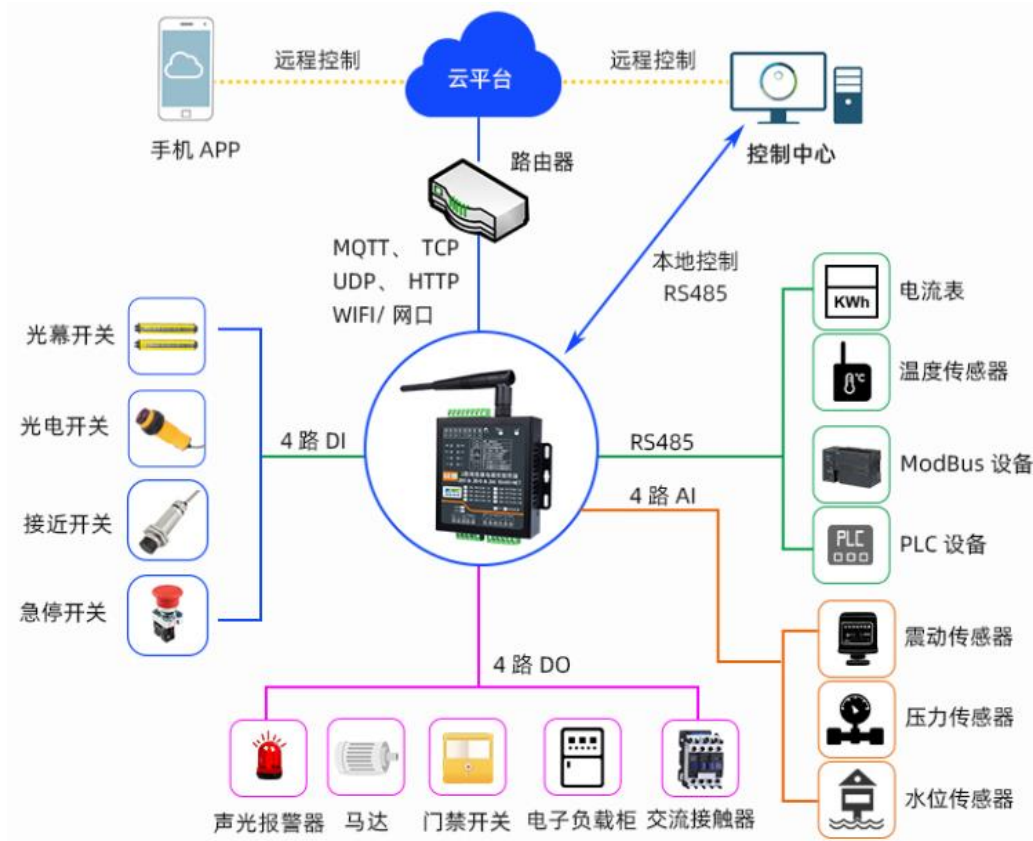 远程控制
云平台
远程控制
手机 APP
控制中心
路由器
MQTT、 TCP
UDP、 HTTP
WIFI/ 网口
本地控制
RS485
光幕开关
光电开关
接近开关
急停开关
4 路 DI
RS485
4 路 AI
KWh
电流表
°C
温度传感器
ModBus 设备
PLC
PLC 设备
震动传感器
压力传感器
水位传感器
4 路 DO
声光报警器
马达
门禁开关
电子负载柜
交流接触器